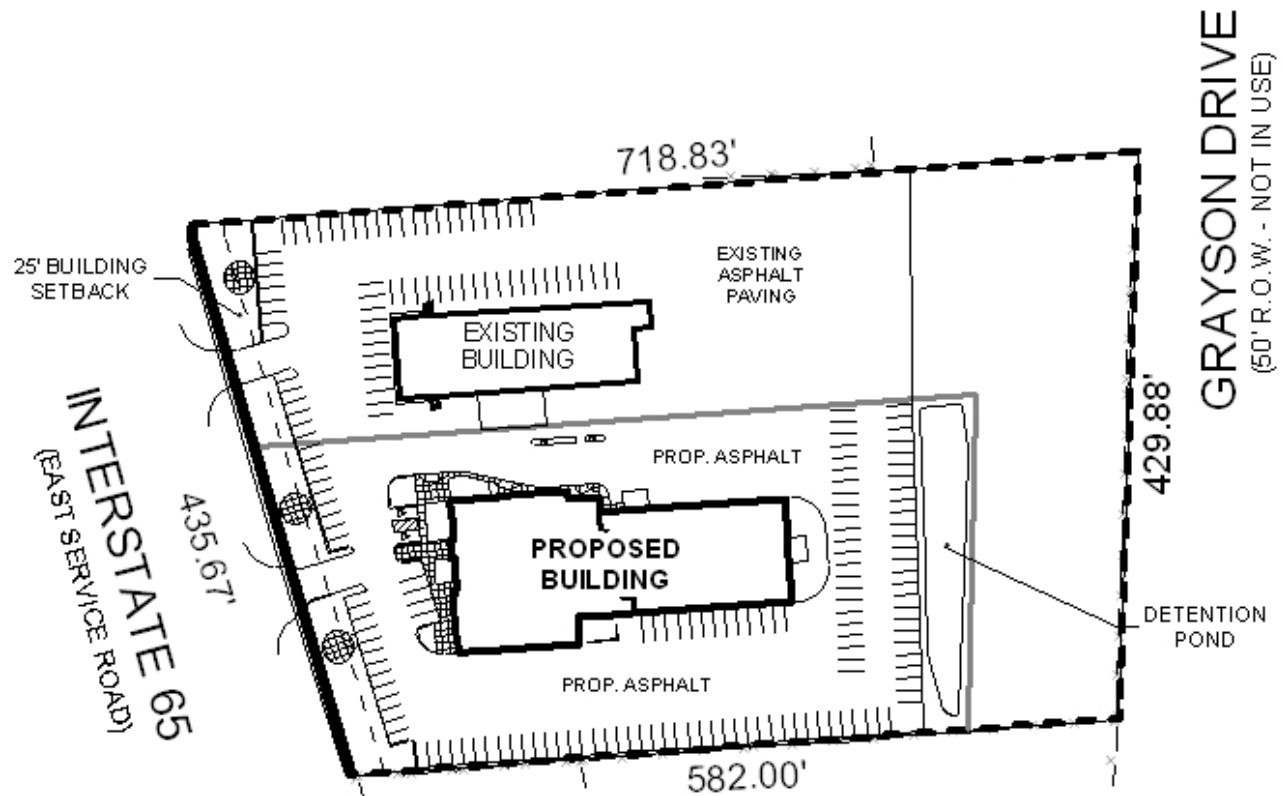 718.83'
GRAYSON DRIVE
(50' R.O.W. - NOT IN USE)
25' BUILDING
SETBACK
EXISTING
ASPHALT
PAVING
EXISTING
BUILDING
INTERSTATE 65
(EAST SERVICE ROAD)
435.67'
429.88'
PROP. ASPHALT
PROPOSED
BUILDING
DETENTION
POND
PROP. ASPHALT
582.00'